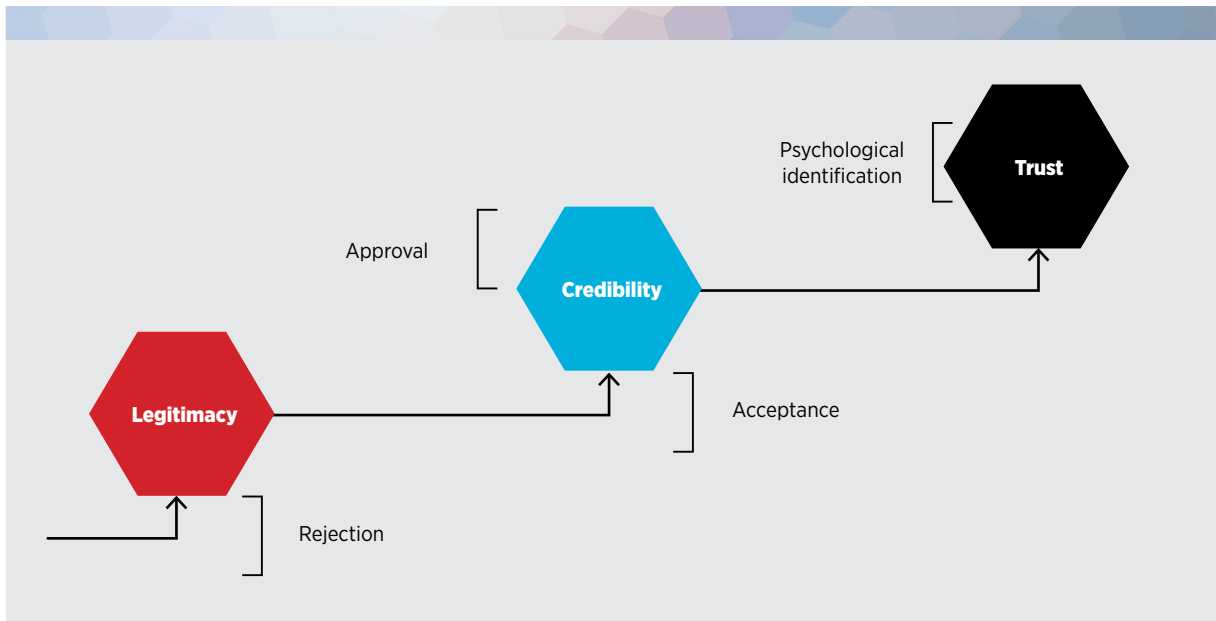 Psychological
identification
Trust
Approval
Credibility
Legitimacy
Acceptance
Rejection